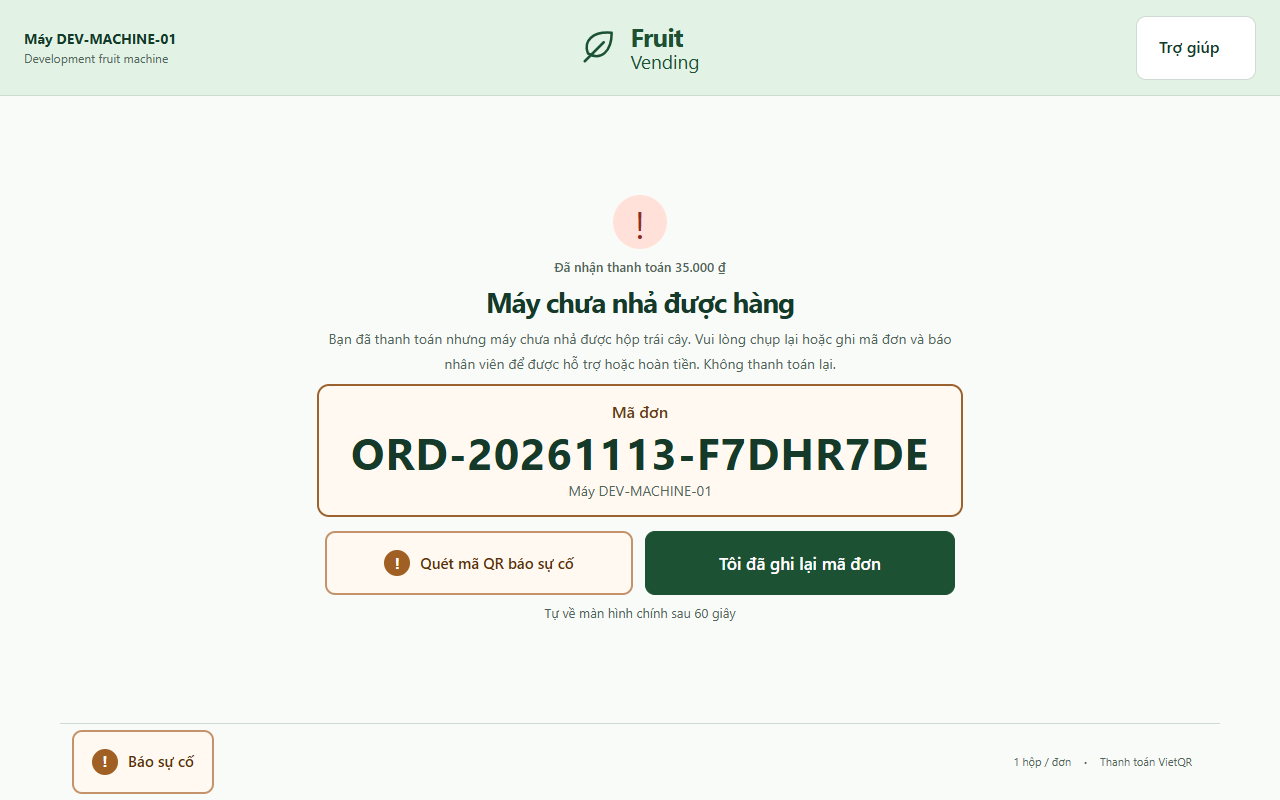 Máy DEV-MACHINE-01
Development fruit machine
Fruit
Vending
Trợ giúp
!
Đã nhận thanh toán 35.000 ₫
Máy chưa nhả được hàng
Bạn đã thanh toán nhưng máy chưa nhả được hộp trái cây. Vui lòng chụp lại hoặc ghi mã đơn và báo
nhân viên để được hỗ trợ hoặc hoàn tiền. Không thanh toán lại.
Mã đơn
ORD-20261113-F7DHR7DE
Máy DEV-MACHINE-01
! Quét mã QR báo sự cố
Tôi đã ghi lại mã đơn
Tự về màn hình chính sau 60 giây
! Báo sự cố
1 hộp / đơn • Thanh toán VietQR